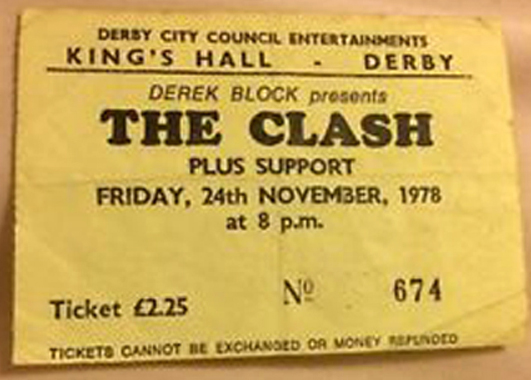 DERBY CITY COUNCIL ENTERTAINMENTS
KING'S HALL - DERBY
DEREK BLOCK presents
THE CLASH
PLUS SUPPORT
FRIDAY, 24th NOVEMBER, 1978
at 8 p.m.
Ticket £2.25 Nº 674
TICKETS CANNOT BE EXCHANGED OR MONEY REFUNDED